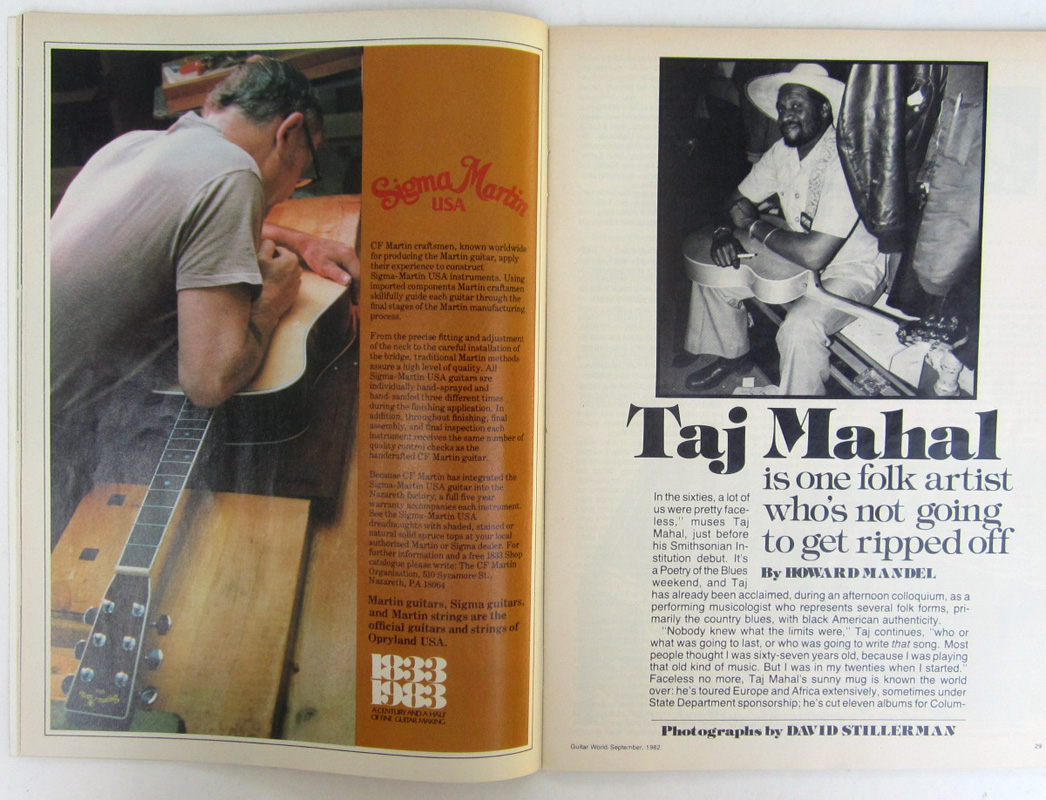 Sigma Martin
USA
CF Martin craftsmen, known worldwide
for producing the Martin guitar, apply
their experience to construct
Sigma-Martin USA instruments. Using
imported components Martin craftsmen
skillfully guide each guitar through the
final stages of the Martin manufacturing
process.
From the precise fitting and adjustment
of the neck to the careful installation of
the bridge, traditional Martin methods
assure a high level of quality. All
Sigma-Martin USA guitars are
individually hand-sprayed and
hand-sanded three different times
during the finishing application. In
addition, throughout finishing, final
assembly, and final inspection each
instrument receives the same number of
quality control checks as the
handcrafted CF Martin guitar.
Because CF Martin has integrated the
Sigma-Martin USA guitar into the
Nazareth factory, a full five year
warranty accompanies each instrument.
See the Sigma-Martin USA
dreadnoughts with shaded, stained or
natural solid spruce tops at your local
authorised Martin or Sigma dealer. For
further information and a free 1833 Shop
catalogue please write: The CF Martin
Organisation, 510 Sycamore St.,
Nazareth, PA 18064
Martin guitars, Sigma guitars,
and Martin strings are the
official guitars and strings of
Opryland USA.
1833
1983
A CENTURY AND A HALF
OF FINE GUITAR MAKING
Taj Mahal
is one folk artist
who's not going
to get ripped off
By HOWARD MANDEL
In the sixties, a lot of
us were pretty face-
less," muses Taj
Mahal, just before
his Smithsonian In-
stitution debut. It's
a Poetry of the Blues
weekend, and Taj
has already been acclaimed, during an afternoon colloquium, as a
performing musicologist who represents several folk forms, pri-
marily the country blues, with black American authenticity.
"Nobody knew what the limits were," Taj continues, "who or
what was going to last, or who was going to write that song. Most
people thought I was sixty-seven years old, because I was playing
that old kind of music. But I was in my twenties when I started."
Faceless no more, Taj Mahal's sunny mug is known the world
over: he's toured Europe and Africa extensively, sometimes under
State Department sponsorship; he's cut eleven albums for Colum-
Photographs by DAVID STILLERMAN
Guitar World September, 1982
29